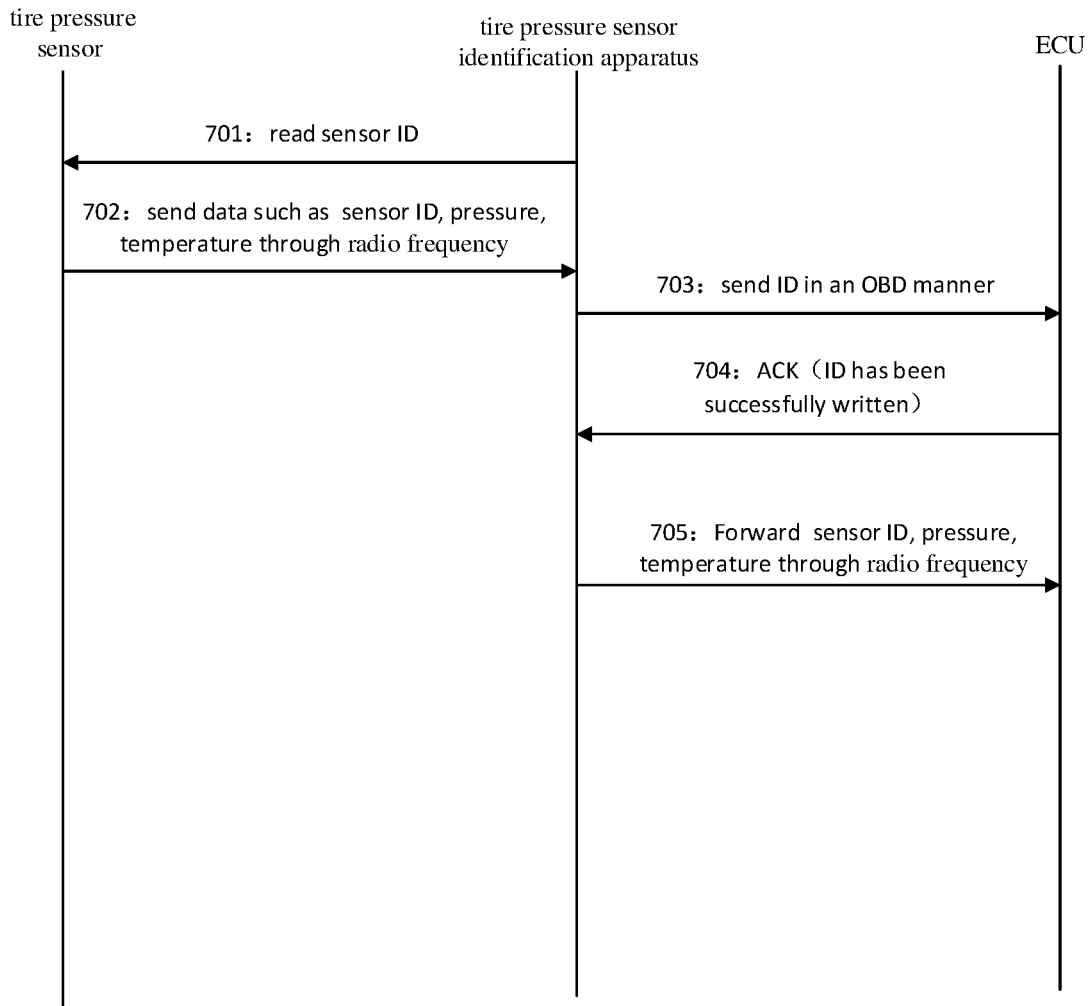 tire pressure
sensor
tire pressure sensor
identification apparatus
ECU
701：read sensor ID
702：send data such as sensor ID, pressure,
temperature through radio frequency
703：send ID in an OBD manner
704：ACK（ID has been
successfully written）
705：Forward sensor ID, pressure,
temperature through radio frequency